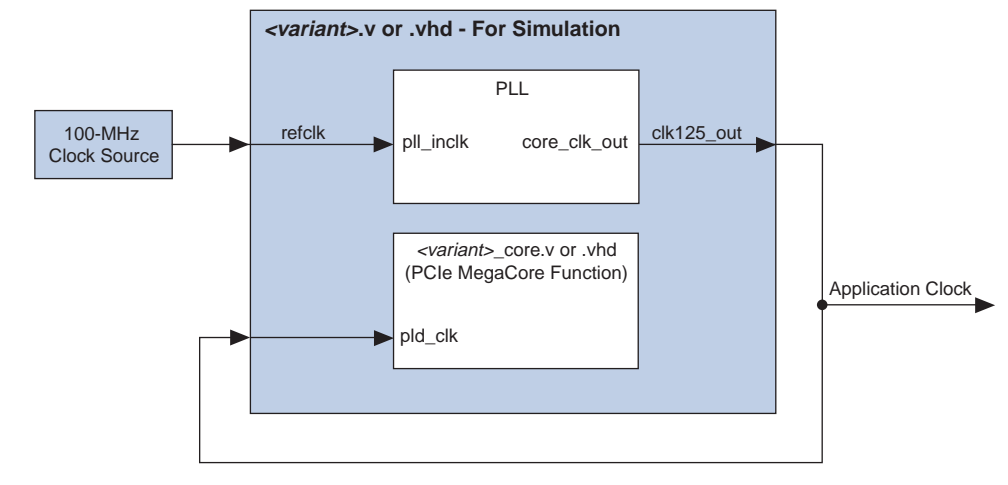 <variant>.v or .vhd - For Simulation
PLL
100-MHz
Clock Source
refclk
pll_inclk
core_clk_out
clk125_out
<variant>_core.v or .vhd
(PCIe MegaCore Function)
Application Clock
pld_clk